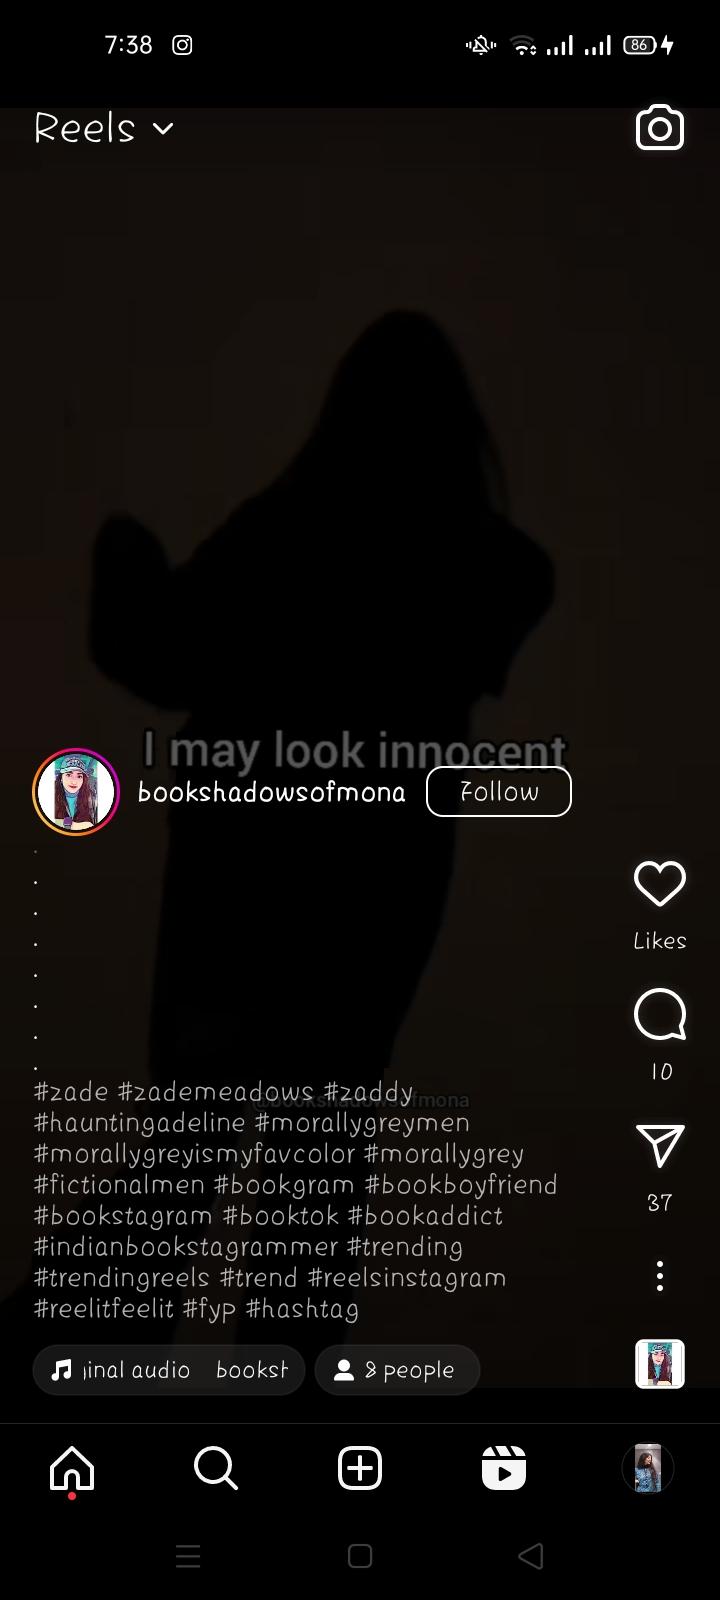 7:38
86
Reels
I may look innocent
bookshadowsofmona
Follow
Likes
10
#zade #zademeadows #zaddy
@bookshadowsofmona
#hauntingadeline #morallygreymen
#morallygreyismyfavcolor #morallygrey
#fictionalmen #bookgram #bookboyfriend
37
#bookstagram #booktok #bookaddict
#indianbookstagrammer #trending
#trendingreels #trend #reelsinstagram
#reelitfeelit #fyp #hashtag
inal audio bookst
8 people